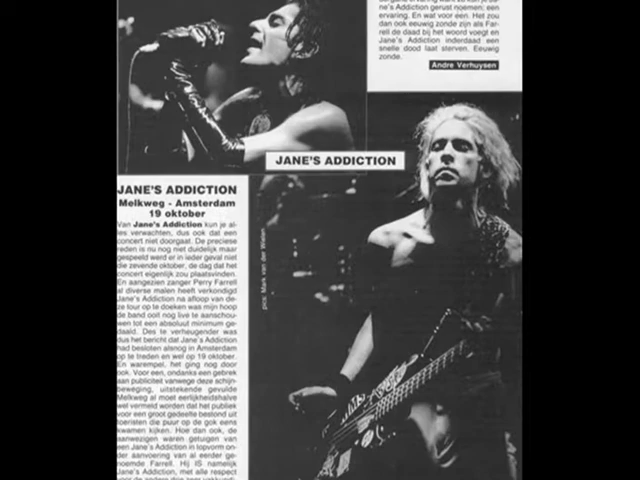 ne's Addiction gerust noemen; een
ervaring. En wat voor een. Het zou
dan ook eeuwig zonde zijn als Far-
rell de daad bij het woord voegt en
Jane's Addiction inderdaad een
snelle dood laat sterven. Eeuwig
zonde.
Andre Verhuysen
JANE'S ADDICTION
JANE'S ADDICTION
Melkweg - Amsterdam
19 oktober
Van Jane's Addiction kun je al-
les verwachten, dus ook dat een
concert niet doorgaat. De preciese
reden is nu nog niet duidelijk maar
gespeeld werd er in ieder geval niet
die zevende oktober, de dag dat het
concert eigenlijk zou plaatsvinden.
En aangezien zanger Perry Farrell
al diverse malen heeft verkondigd
Jane's Addiction na afloop van de-
ze tour op te doeken was mijn hoop
de band ooit nog live te aanschou-
wen tot een absoluut minimum ge-
daald. Des te verheugender was
dus het bericht dat Jane's Addiction
had besloten alsnog in Amsterdam
op te treden en wel op 19 oktober.
En warempel, het ging nog door
ook. Voor een, ondanks een gebrek
aan publiciteit vanwege deze schijn-
beweging, uitstekende gevulde
Melkweg al moet eerlijkheidshalve
wel vermeld worden dat het publiek
voor een groot gedeelte bestond uit
toeristen die puur op de gok eens
kwamen kijken. Hoe dan ook, de
aanwezigen waren getuigen van
een Jane's Addiction in topvorm on-
der aanvoering van al eerder ge-
noemde Farrell. Hij IS namelijk
Jane's Addiction, met alle respect
pics: Mark van der Wielen